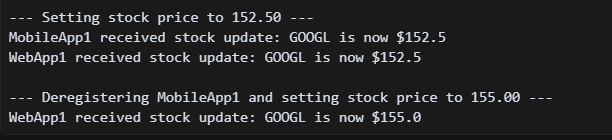 --- Setting stock price to 152.50 ---
MobileApp1 received stock update: GOOGL is now $152.5
WebApp1 received stock update: GOOGL is now $152.5

--- Deregistering MobileApp1 and setting stock price to 155.00 ---
WebApp1 received stock update: GOOGL is now $155.0